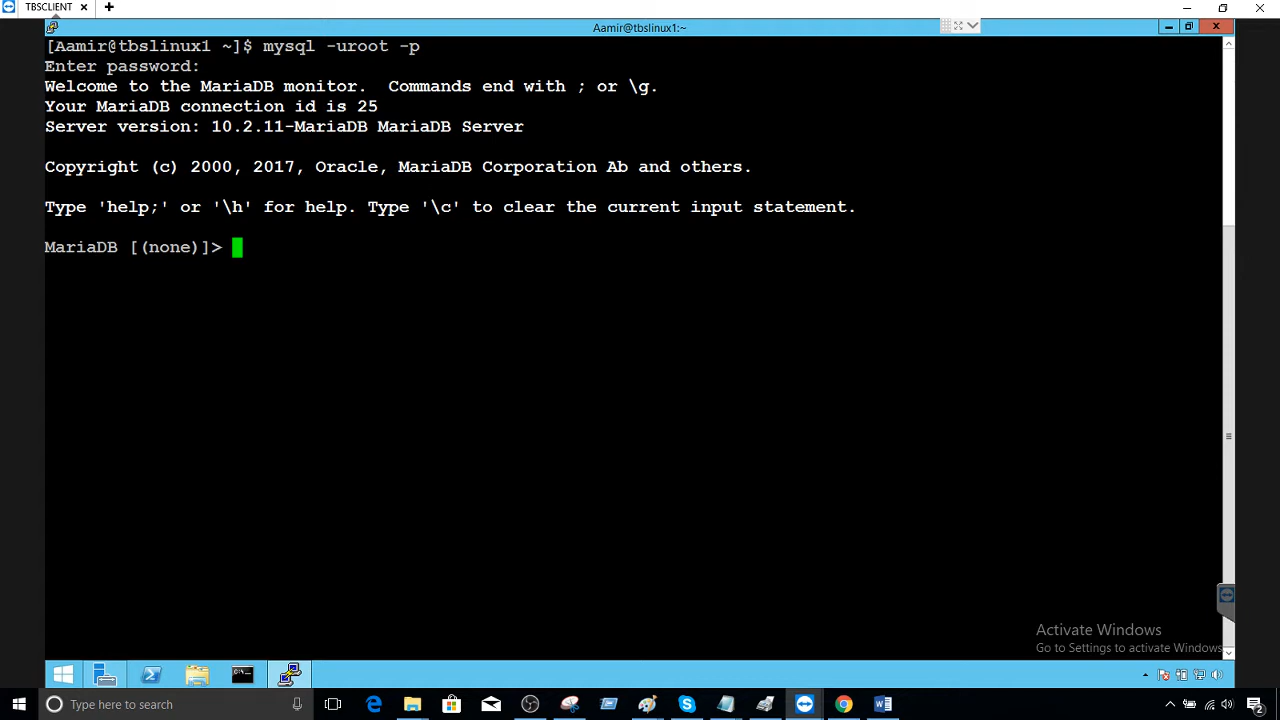 TBSCLIENT
Aamir@tbslinux1:~
[Aamir@tbslinux1 ~]$ mysql -uroot -p
Enter password:
Welcome to the MariaDB monitor.  Commands end with ; or \g.
Your MariaDB connection id is 25
Server version: 10.2.11-MariaDB MariaDB Server
Copyright (c) 2000, 2017, Oracle, MariaDB Corporation Ab and others.
Type 'help;' or '\h' for help. Type '\c' to clear the current input statement.
MariaDB [(none)]>
Activate Windows
Go to Settings to activate Windows
Type here to search
2